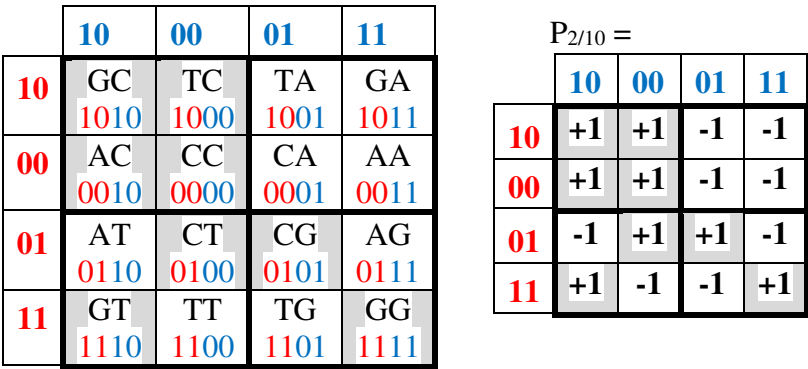 10 00 01 11
10 GC TC TA GA
1010 1000 1001 1011
00 AC CC CA AA
0010 0000 0001 0011
01 AT CT CG AG
0110 0100 0101 0111
11 GT TT TG GG
1110 1100 1101 1111
P2/10 =
10 00 01 11
10 +1 +1 -1 -1
00 +1 +1 -1 -1
01 -1 +1 +1 -1
11 +1 -1 -1 +1